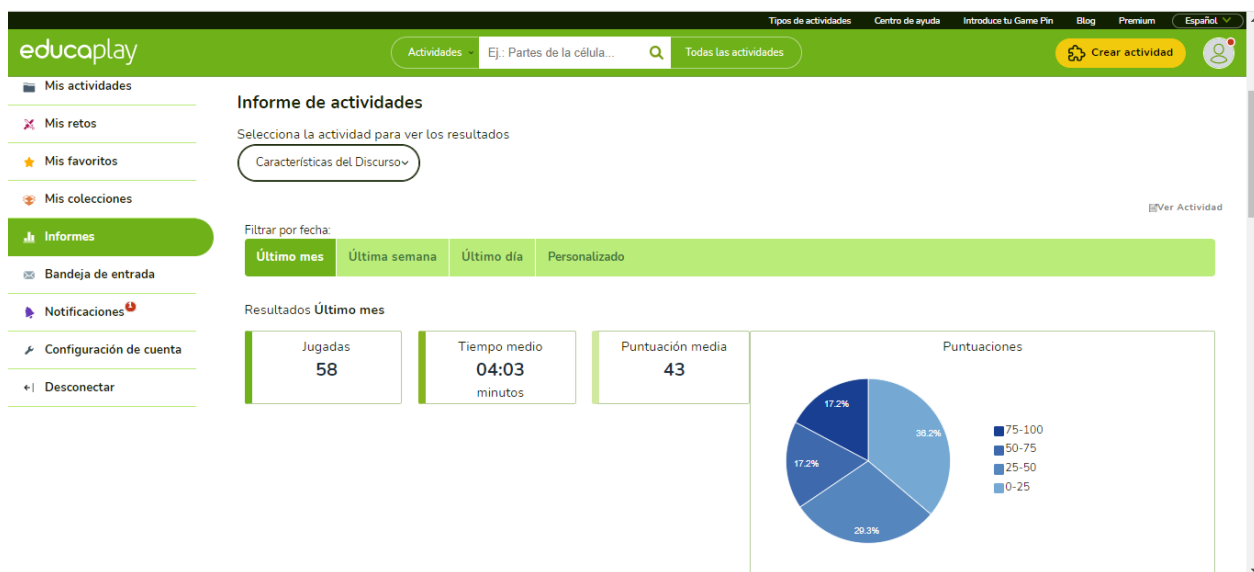 Tipos de actividades Centro de ayuda Introduce tu Game Pin Blog Premium Español
educaplay Actividades Ej.: Partes de la célula... Todas las actividades Crear actividad
Mis actividades
Mis retos
Mis favoritos
Mis colecciones
Informes
Bandeja de entrada
Notificaciones 1
Configuración de cuenta
Desconectar
Informe de actividades
Selecciona la actividad para ver los resultados
Características del Discurso
Ver Actividad
Filtrar por fecha:
Último mes Última semana Último día Personalizado
Resultados Último mes
Jugadas
58
Tiempo medio
04:03
minutos
Puntuación media
43
Puntuaciones
17.2%
36.2%
17.2%
29.3%
75-100
50-75
25-50
0-25